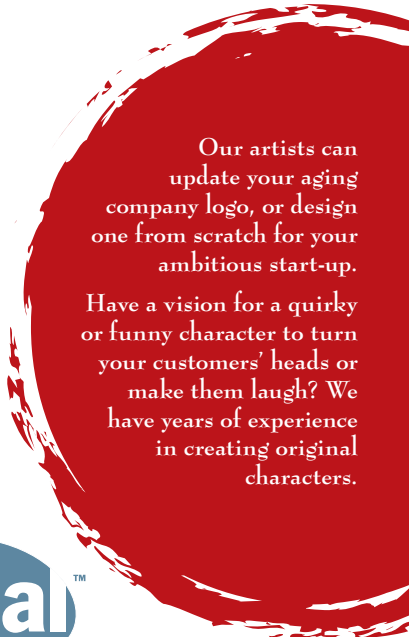 Our artists can
update your aging
company logo, or design
one from scratch for your
ambitious start-up.
Have a vision for a quirky
or funny character to turn
your customers' heads or
make them laugh? We
have years of experience
in creating original
characters.
al™